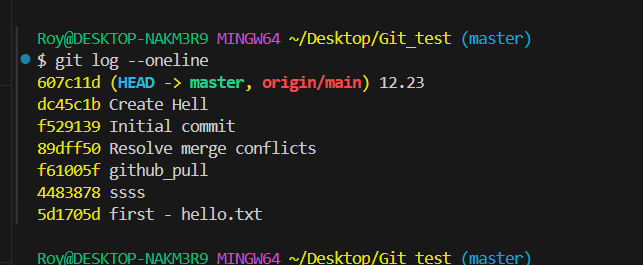 Roy@DESKTOP-NAKM3R9 MINGW64 ~/Desktop/Git_test (master)
$ git log --oneline
607c11d (HEAD -> master, origin/main) 12.23
dc45c1b Create Hell
f529139 Initial commit
89dff50 Resolve merge conflicts
f61005f github_pull
4483878 ssss
5d1705d first - hello.txt
Roy@DESKTOP-NAKM3R9 MINGW64 ~/Desktop/Git_test (master)